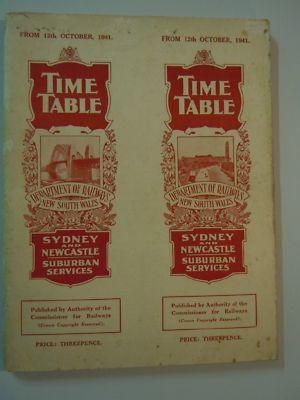 FROM 12th OCTOBER, 1941.
TIME
TABLE
DEPARTMENT OF RAILWAYS
NEW SOUTH WALES
SYDNEY
AND
NEWCASTLE
SUBURBAN
SERVICES
Published by Authority of the
Commissioner for Railways
(Crown Copyright Reserved).
PRICE: THREEPENCE.
FROM 12th OCTOBER, 1941.
TIME
TABLE
DEPARTMENT OF RAILWAYS
NEW SOUTH WALES
SYDNEY
AND
NEWCASTLE
SUBURBAN
SERVICES
Published by Authority of the
Commissioner for Railways
(Crown Copyright Reserved).
PRICE: THREEPENCE.